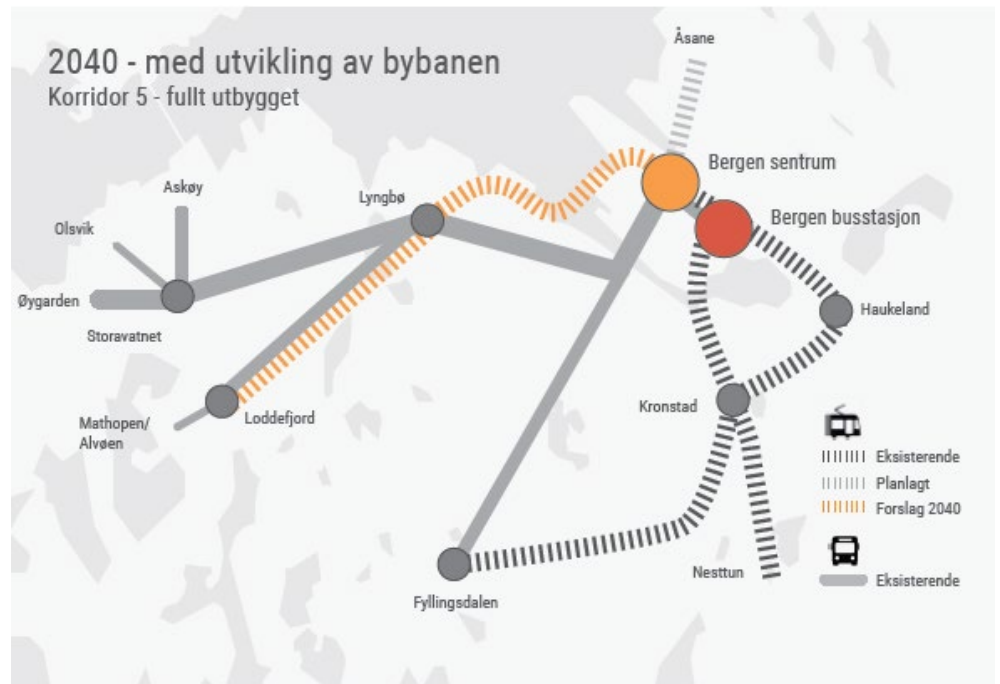 2040 - med utvikling av bybanen
Korridor 5 - fullt utbygget
Åsane
Bergen sentrum
Bergen busstasjon
Lyngbø
Askøy
Olsvik
Øygarden
Storavatnet
Haukeland
Mathopen/
Alvøen
Loddefjord
Kronstad
Eksisterende
Planlagt
Forslag 2040
Nesttun
Eksisterende
Fyllingsdalen